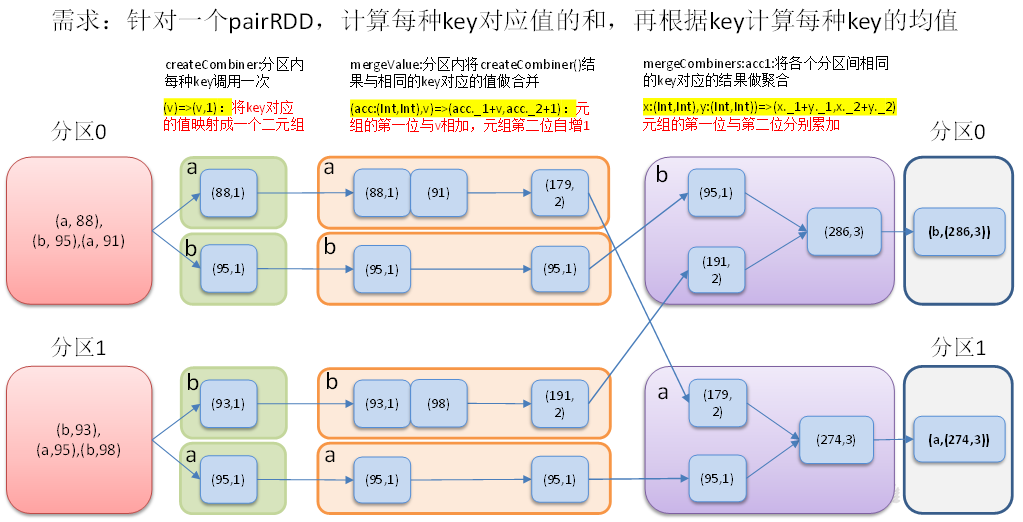 需求：针对一个pairRDD，计算每种key对应值的和，再根据key计算每种key的均值
createCombiner:分区内
每种key调用一次
(v)=>(v,1)：将key对应
的值映射成一个二元组
mergeValue:分区内将createCombiner()结
果与相同的key对应的值做合并
(acc:(Int,Int),v)=>(acc._1+v,acc._2+1)：元
组的第一位与v相加，元组第二位自增1
mergeCombiners:acc1:将各个分区间相同
的key对应的结果做聚合
x:(Int,Int),y:(Int,Int))=>(x._1+y._1,x._2+y._2)
元组的第一位与第二位分别累加
分区0
分区0
(a, 88),
(b, 95),(a, 91)
a
(88,1)
b
(95,1)
a
(88,1)
(91)
(179,
2)
b
(95,1)
(95,1)
b
(95,1)
(191,
2)
(286,3)
(b,(286,3))
分区1
分区1
(b,93),
(a,95),(b,98)
b
(93,1)
a
(95,1)
b
(93,1)
(98)
(191,
2)
a
(95,1)
(95,1)
a
(179,
2)
(95,1)
(274,3)
(a,(274,3))